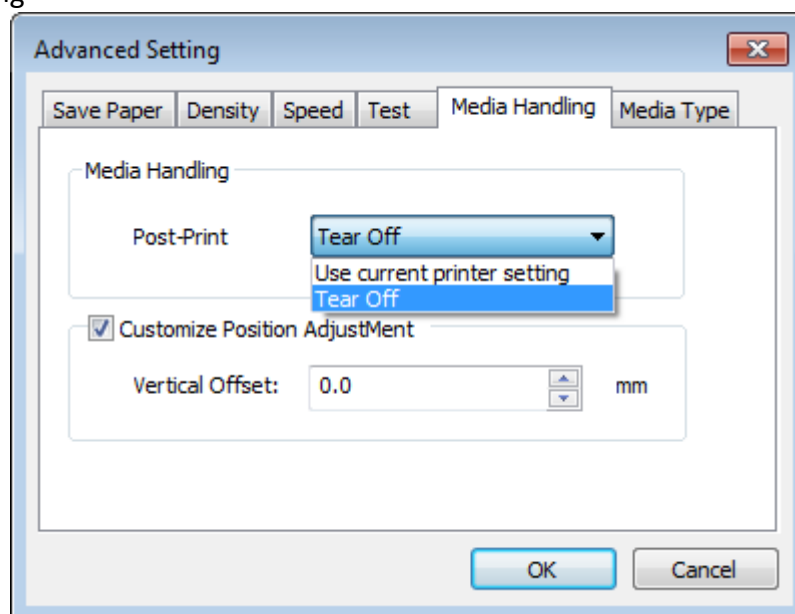 g
Advanced Setting
Save Paper Density Speed Test Media Handling Media Type
Media Handling
Post-Print Tear Off
Use current printer setting
Tear Off
Customize Position AdjustMent
Vertical Offset: 0.0 mm
OK Cancel